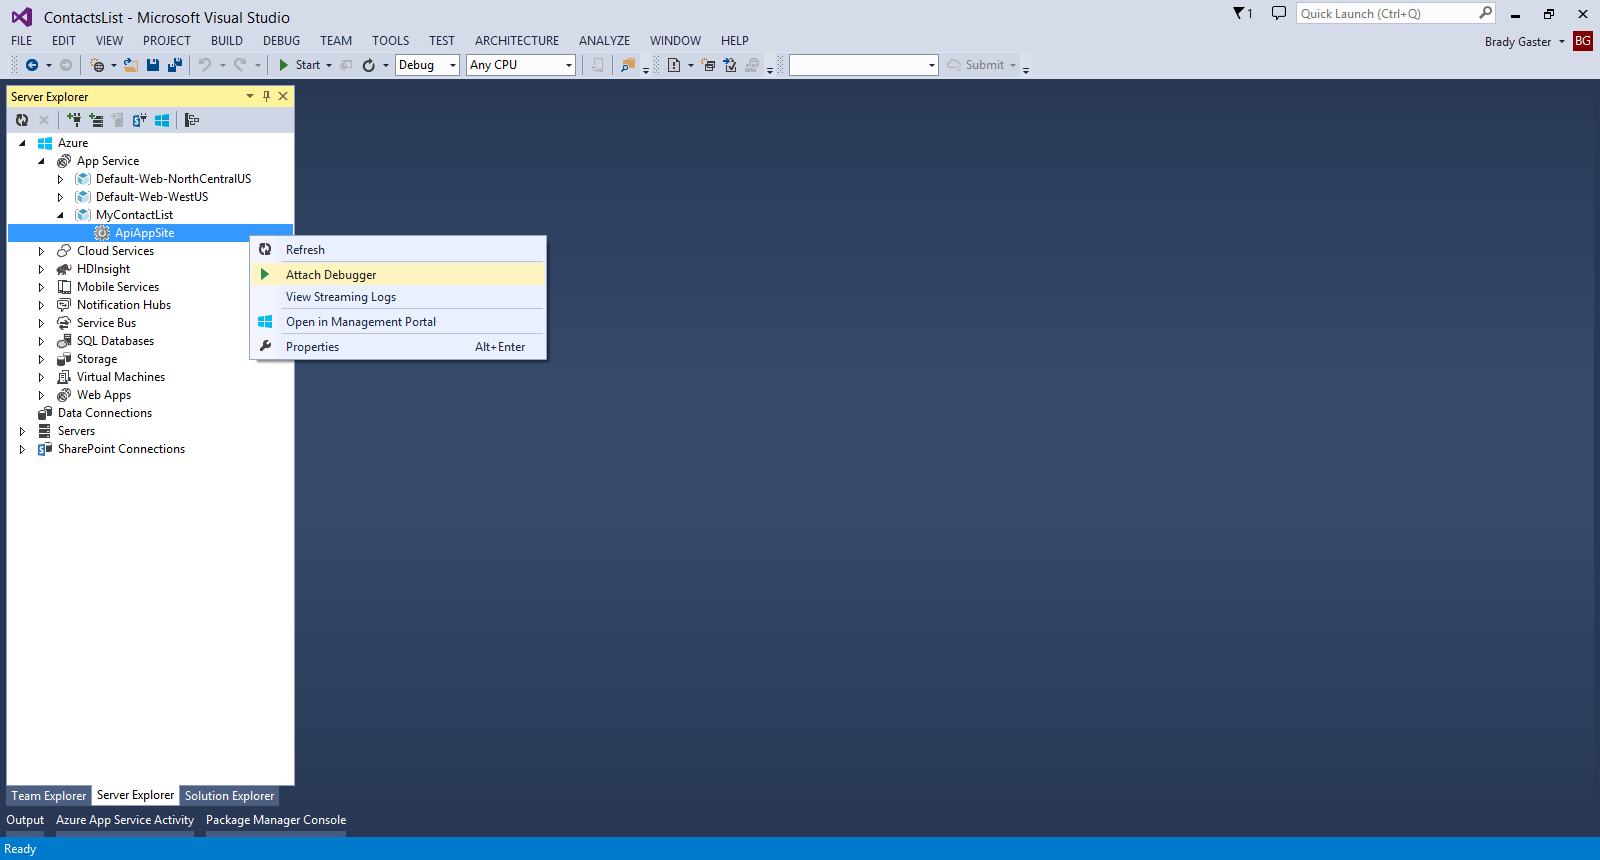 ContactsList - Microsoft Visual Studio
1
Quick Launch (Ctrl+Q)
FILE EDIT VIEW PROJECT BUILD DEBUG TEAM TOOLS TEST ARCHITECTURE ANALYZE WINDOW HELP
Brady Gaster BG
Start Debug Any CPU Submit
Server Explorer
Azure
App Service
Default-Web-NorthCentralUS
Default-Web-WestUS
MyContactList
ApiAppSite
Cloud Services
HDInsight
Mobile Services
Notification Hubs
Service Bus
SQL Databases
Storage
Virtual Machines
Web Apps
Data Connections
Servers
SharePoint Connections
Refresh
Attach Debugger
View Streaming Logs
Open in Management Portal
Properties Alt+Enter
Team Explorer Server Explorer Solution Explorer
Output Azure App Service Activity Package Manager Console
Ready